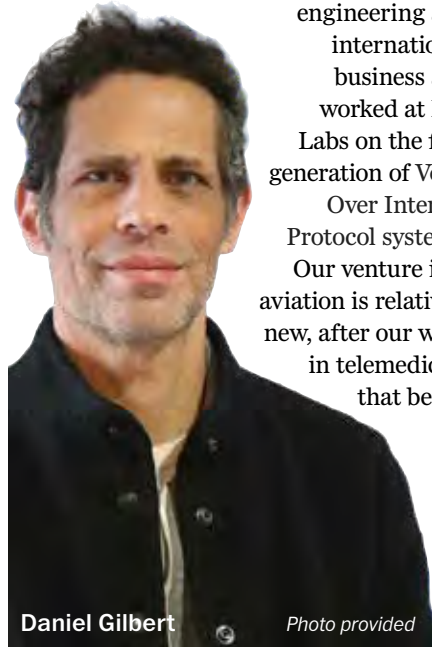 engineering
internatio
business
worked at
Labs on the
generation of Vo
Over Inter
Protocol syste
Our venture i
aviation is relativ
new, after our w
in telemedic
that be
Daniel Gilbert
Photo provided